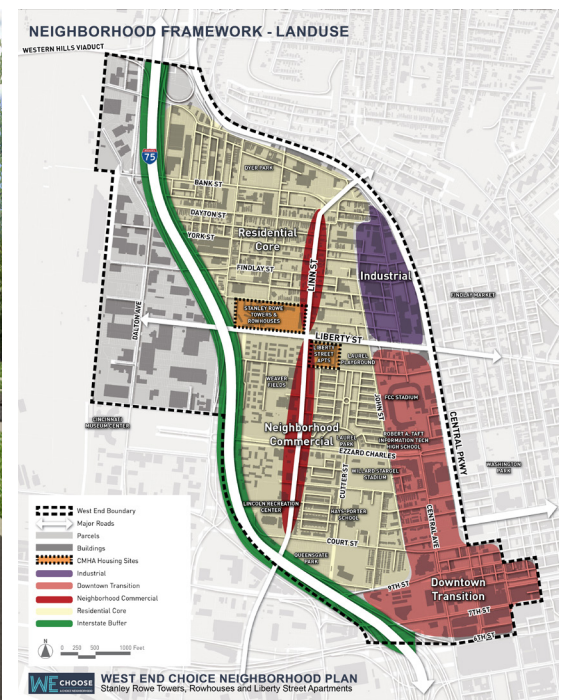 NEIGHBORHOOD FRAMEWORK - LANDUSE
WESTERN HILLS VIADUCT
75
DYER PARK
BANK ST
DAYTON ST
YORK ST
Residential
Core
LINN ST
FINDLAY ST
Industrial
FINDLAY MARKET
DALTON AVE
STANLEY ROWE
TOWERS &
ROWHOUSES
LIBERTY ST
LIBERTY
STREET
APTS
LAUREL
PLAYGROUND
WEAVER
FIELDS
JOHN ST
FCC STADIUM
CINCINNATI
MUSEUM CENTER
Neighborhood
Commercial
LAUREL
PARK
ROBERT A. TAFT
INFORMATION TECH
HIGH SCHOOL
CENTRAL PKWY
EZZARD CHARLES
WILLARD STARGEL
STADIUM
WASHINGTON
PARK
CUTTER ST
LINCOLN RECREATION
CENTER
HAYS-PORTER
SCHOOL
CENTRAL AVE
COURT ST
QUEENSGATE
PARK
9TH ST
Downtown
Transition
7TH ST
6TH ST
West End Boundary
Major Roads
Parcels
Buildings
CMHA Housing Sites
Industrial
Downtown Transition
Neighborhood Commercial
Residential Core
Interstate Buffer
N
0 250 500 1000 Feet
WE CHOOSE
WEST END CHOICE NEIGHBORHOOD PLAN
Stanley Rowe Towers, Rowhouses and Liberty Street Apartments